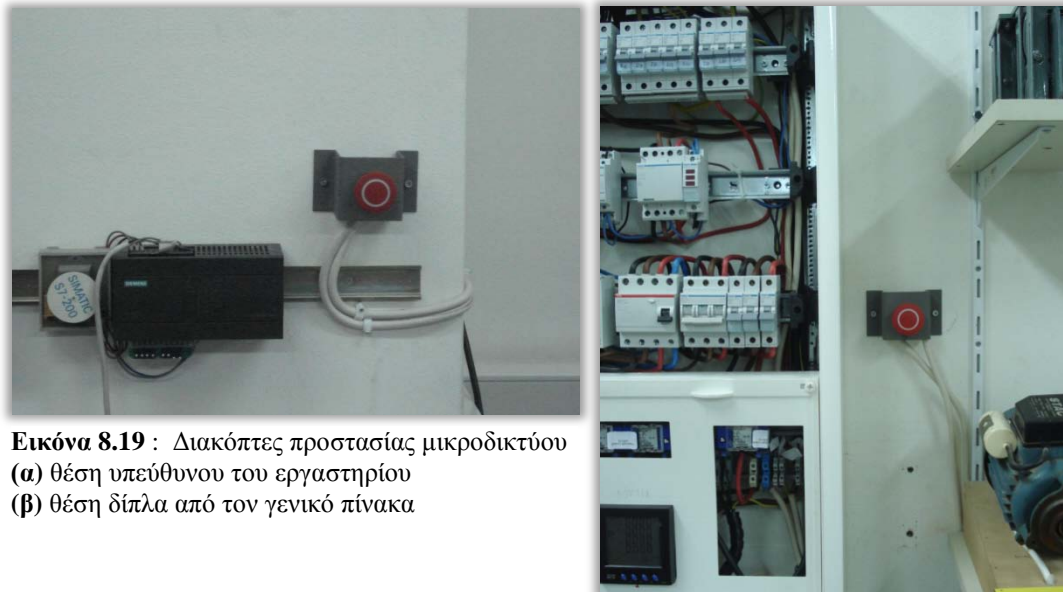 SIEMENS
SIMATIC
S7-200
Εικόνα 8.19 : Διακόπτες προστασίας μικροδικτύου
(α) θέση υπεύθυνου του εργαστηρίου
(β) θέση δίπλα από τον γενικό πίνακα